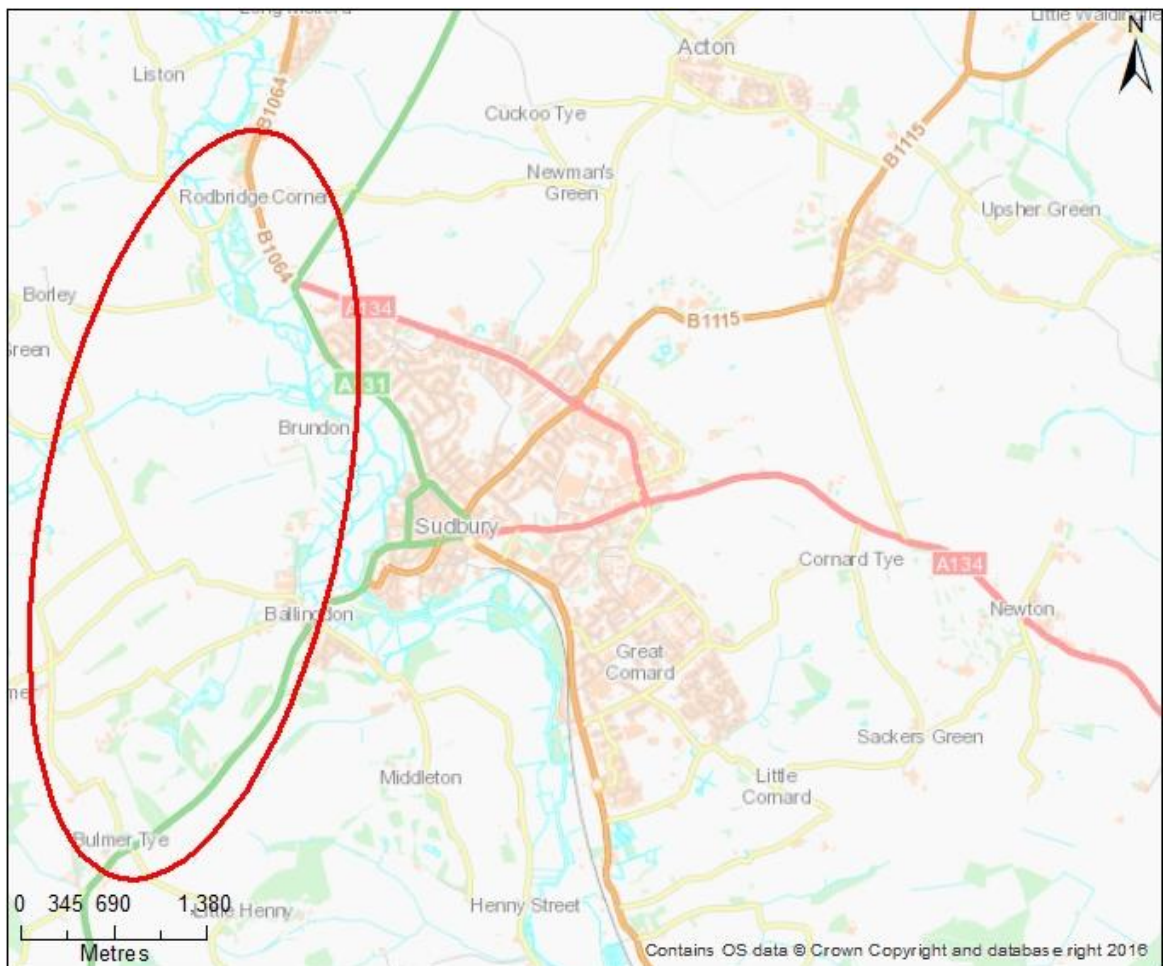 Little Waldingfie
N
Acton
Liston
B1064
Cuckoo Tye
B1115
Newman's
Green
Rodbridge Corner
Upsher Green
B1064
Borley
A134
B1115
Green
A131
Brundon
Sudbury
Cornard Tye
A134
Newton
Ballingdon
Great
Cornard
mer
Sackers Green
Middleton
Little
Cornard
Bulmer Tye
Little Henny
Henny Street
0 345 690 1,380
Metres
Contains OS data © Crown Copyright and database right 2016